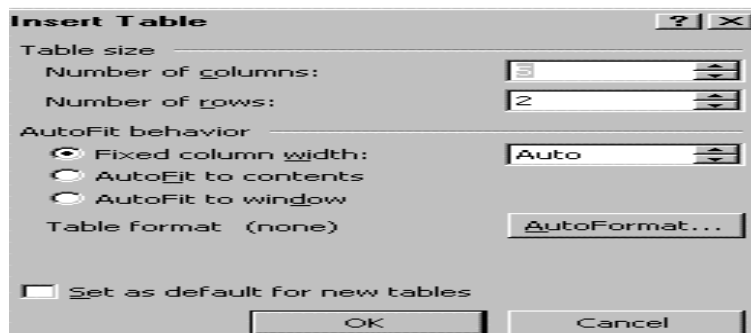 Insert Table ? ×
Table size
Number of columns: 5
Number of rows: 2
AutoFit behavior
Fixed column width: Auto
AutoFit to contents
AutoFit to window
Table format (none) AutoFormat...
Set as default for new tables
OK Cancel